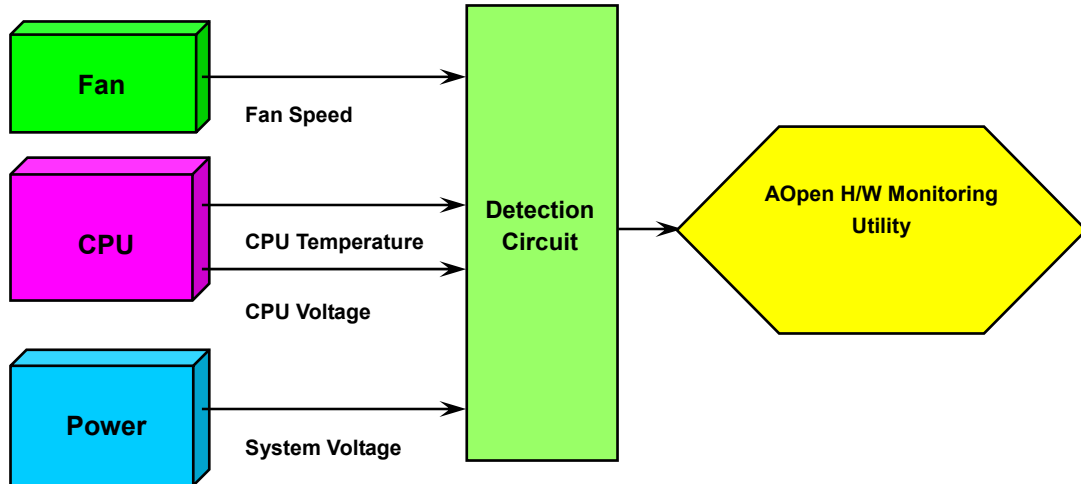 Fan
Fan Speed
CPU
CPU Temperature
CPU Voltage
Power
System Voltage
Detection
Circuit
AOpen H/W Monitoring
Utility